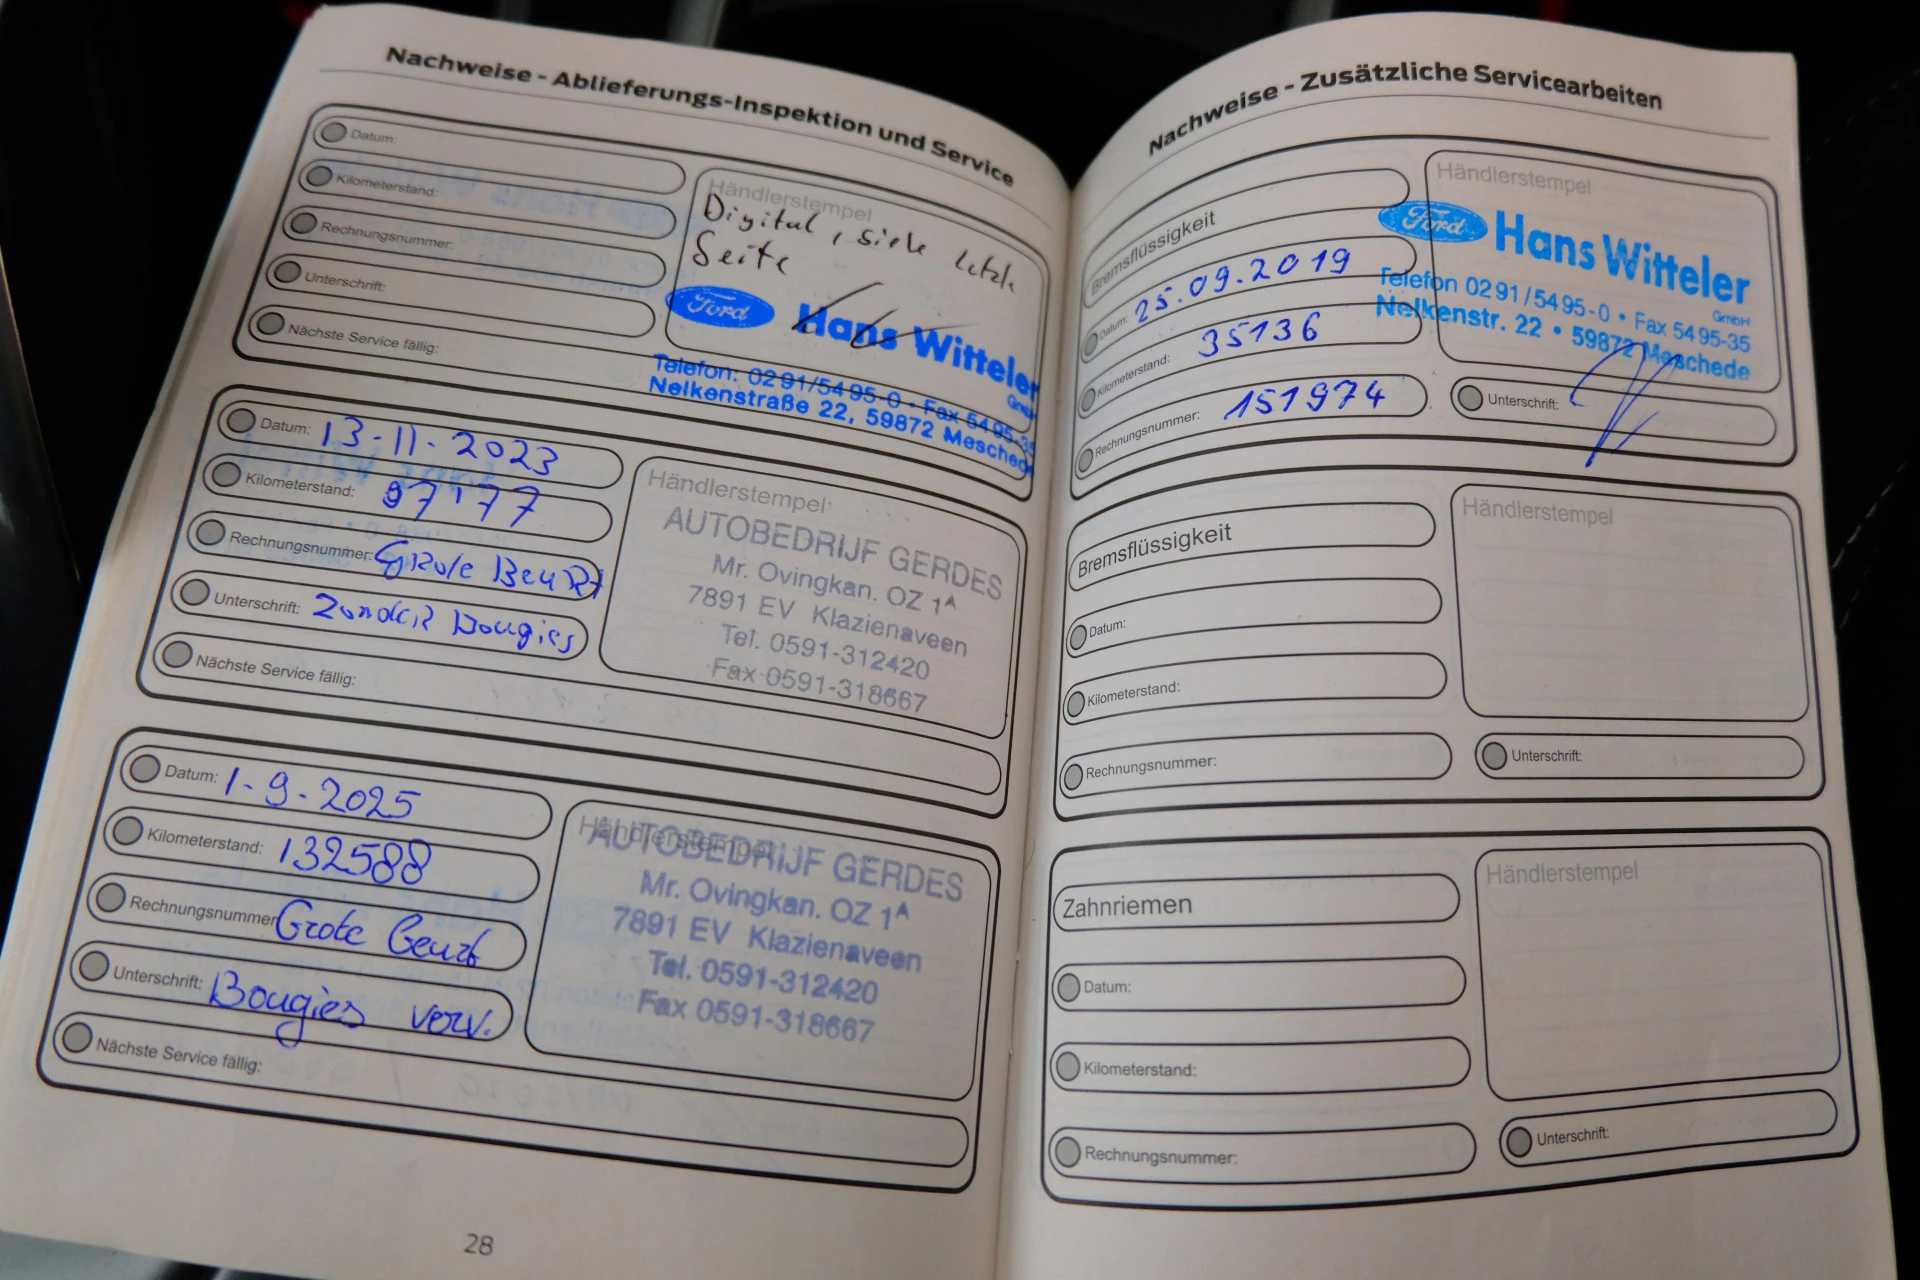 Nachweise - Ablieferungs-Inspektion und Service
Datum:
Kilometerstand:
Rechnungsnummer:
Unterschrift:
Nächste Service fällig:
Händlerstempel
Digital, siehe letzte
Seite
Ford Hans Witteler
GmbH
Telefon: 0291/5495-0 • Fax 5495-35
Nelkenstraße 22, 59872 Meschede
Datum: 13-11-2023
Kilometerstand: 97'77
Rechnungsnummer: Grote Beurt
Unterschrift: Zonder Bougies
Nächste Service fällig:
Händlerstempel
AUTOBEDRIJF GERDES
Mr. Ovingkan. OZ 1A
7891 EV Klazienaveen
Tel. 0591-312420
Fax 0591-318667
Datum: 1-9-2025
Kilometerstand: 132588
Rechnungsnummer Grote beurt
Unterschrift: Bougies verv.
Nächste Service fällig:
Händlerstempel
AUTOBEDRIJF GERDES
Mr. Ovingkan. OZ 1A
7891 EV Klazienaveen
Tel. 0591-312420
Fax 0591-318667
28
Nachweise - Zusätzliche Servicearbeiten
Bremsflüssigkeit
Datum: 25.09.2019
Kilometerstand: 35136
Rechnungsnummer: 151974
Händlerstempel
Ford Hans Witteler
GmbH
Telefon 0291/5495-0 • Fax 5495-35
Nelkenstr. 22 • 59872 Meschede
Unterschrift:
Bremsflüssigkeit
Datum:
Kilometerstand:
Rechnungsnummer:
Händlerstempel
Unterschrift:
Zahnriemen
Datum:
Kilometerstand:
Rechnungsnummer:
Händlerstempel
Unterschrift: